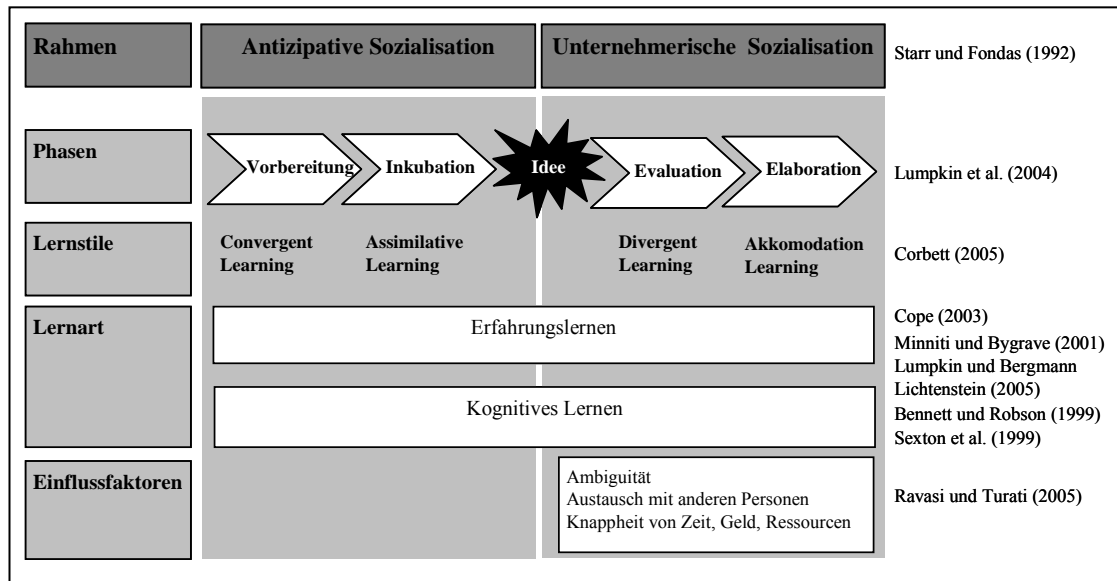 Rahmen
Antizipative Sozialisation
Unternehmerische Sozialisation
Starr und Fondas (1992)
Phasen
Vorbereitung
Inkubation
Idee
Evaluation
Elaboration
Lumpkin et al. (2004)
Lernstile
Convergent
Learning
Assimilative
Learning
Divergent
Learning
Akkomodation
Learning
Corbett (2005)
Lernart
Erfahrungslernen
Kognitives Lernen
Cope (2003)
Minniti und Bygrave (2001)
Lumpkin und Bergmann
Lichtenstein (2005)
Bennett und Robson (1999)
Sexton et al. (1999)
Einflussfaktoren
Ambiguität
Austausch mit anderen Personen
Knappheit von Zeit, Geld, Ressourcen
Ravasi und Turati (2005)